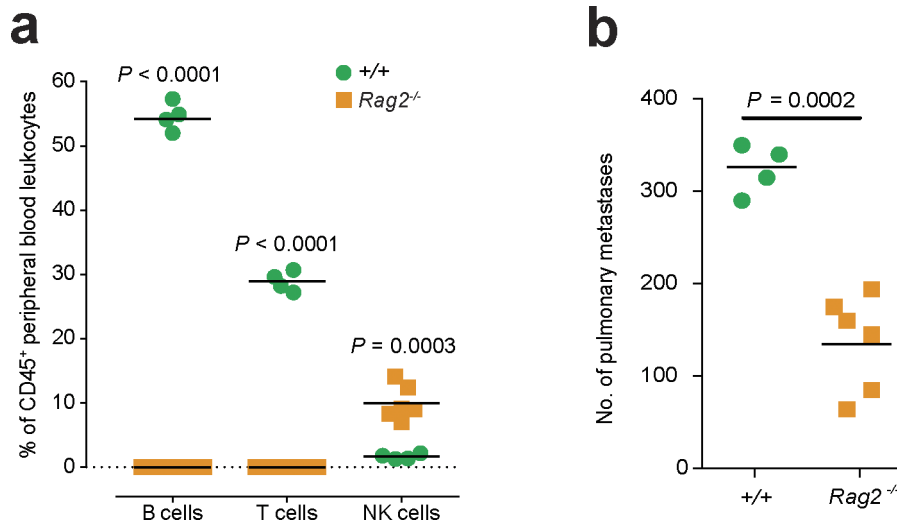 a
% of CD45⁺ peripheral blood leukocytes
60
50
40
30
20
10
0
P < 0.0001
P < 0.0001
P = 0.0003
+/+
Rag2⁻/⁻
B cells
T cells
NK cells
b
No. of pulmonary metastases
400
300
200
100
0
P = 0.0002
+/+
Rag2⁻/⁻